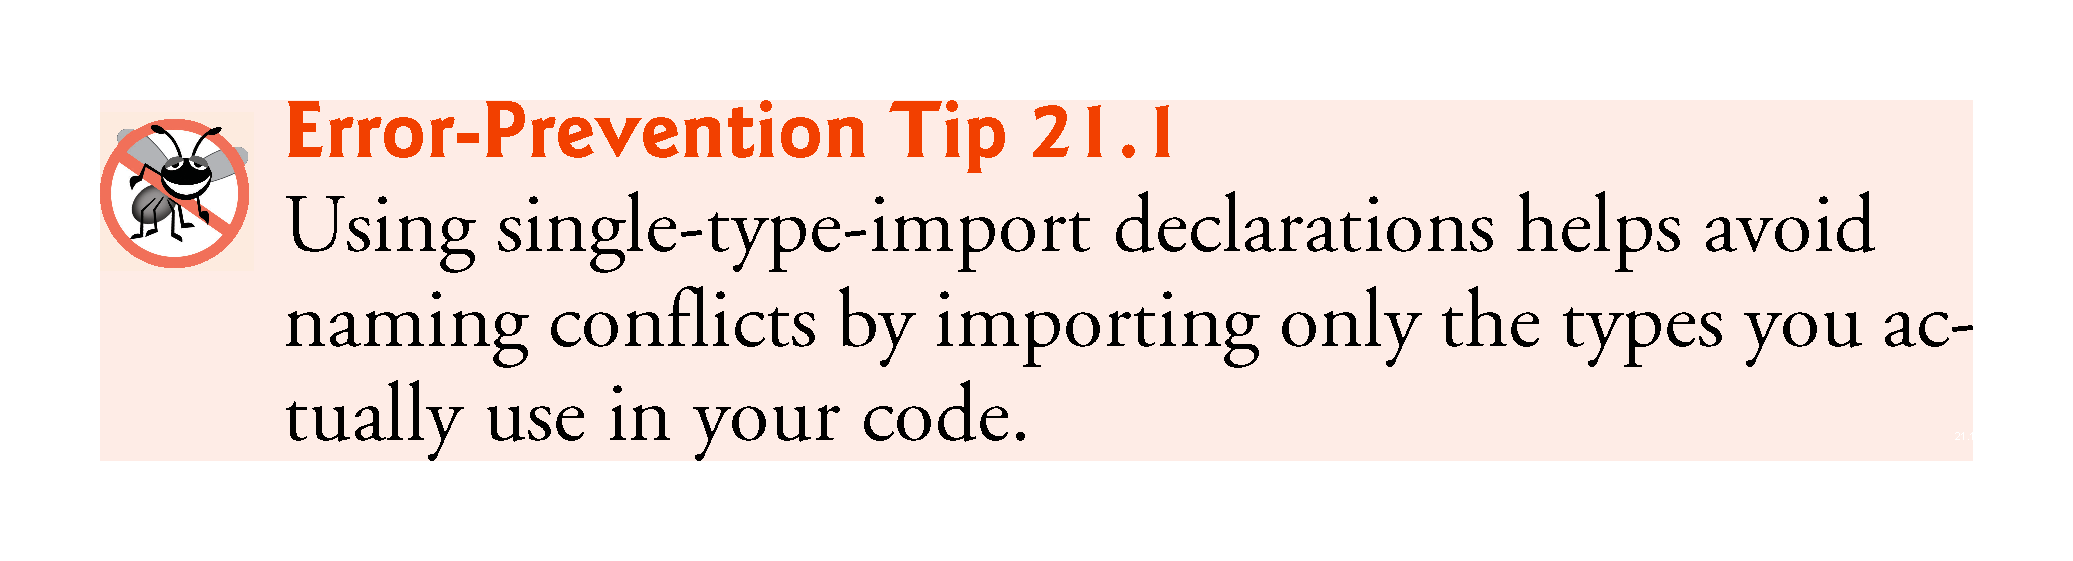 Error-Prevention Tip 21.1
Using single-type-import declarations helps avoid
naming conflicts by importing only the types you ac-
tually use in your code.